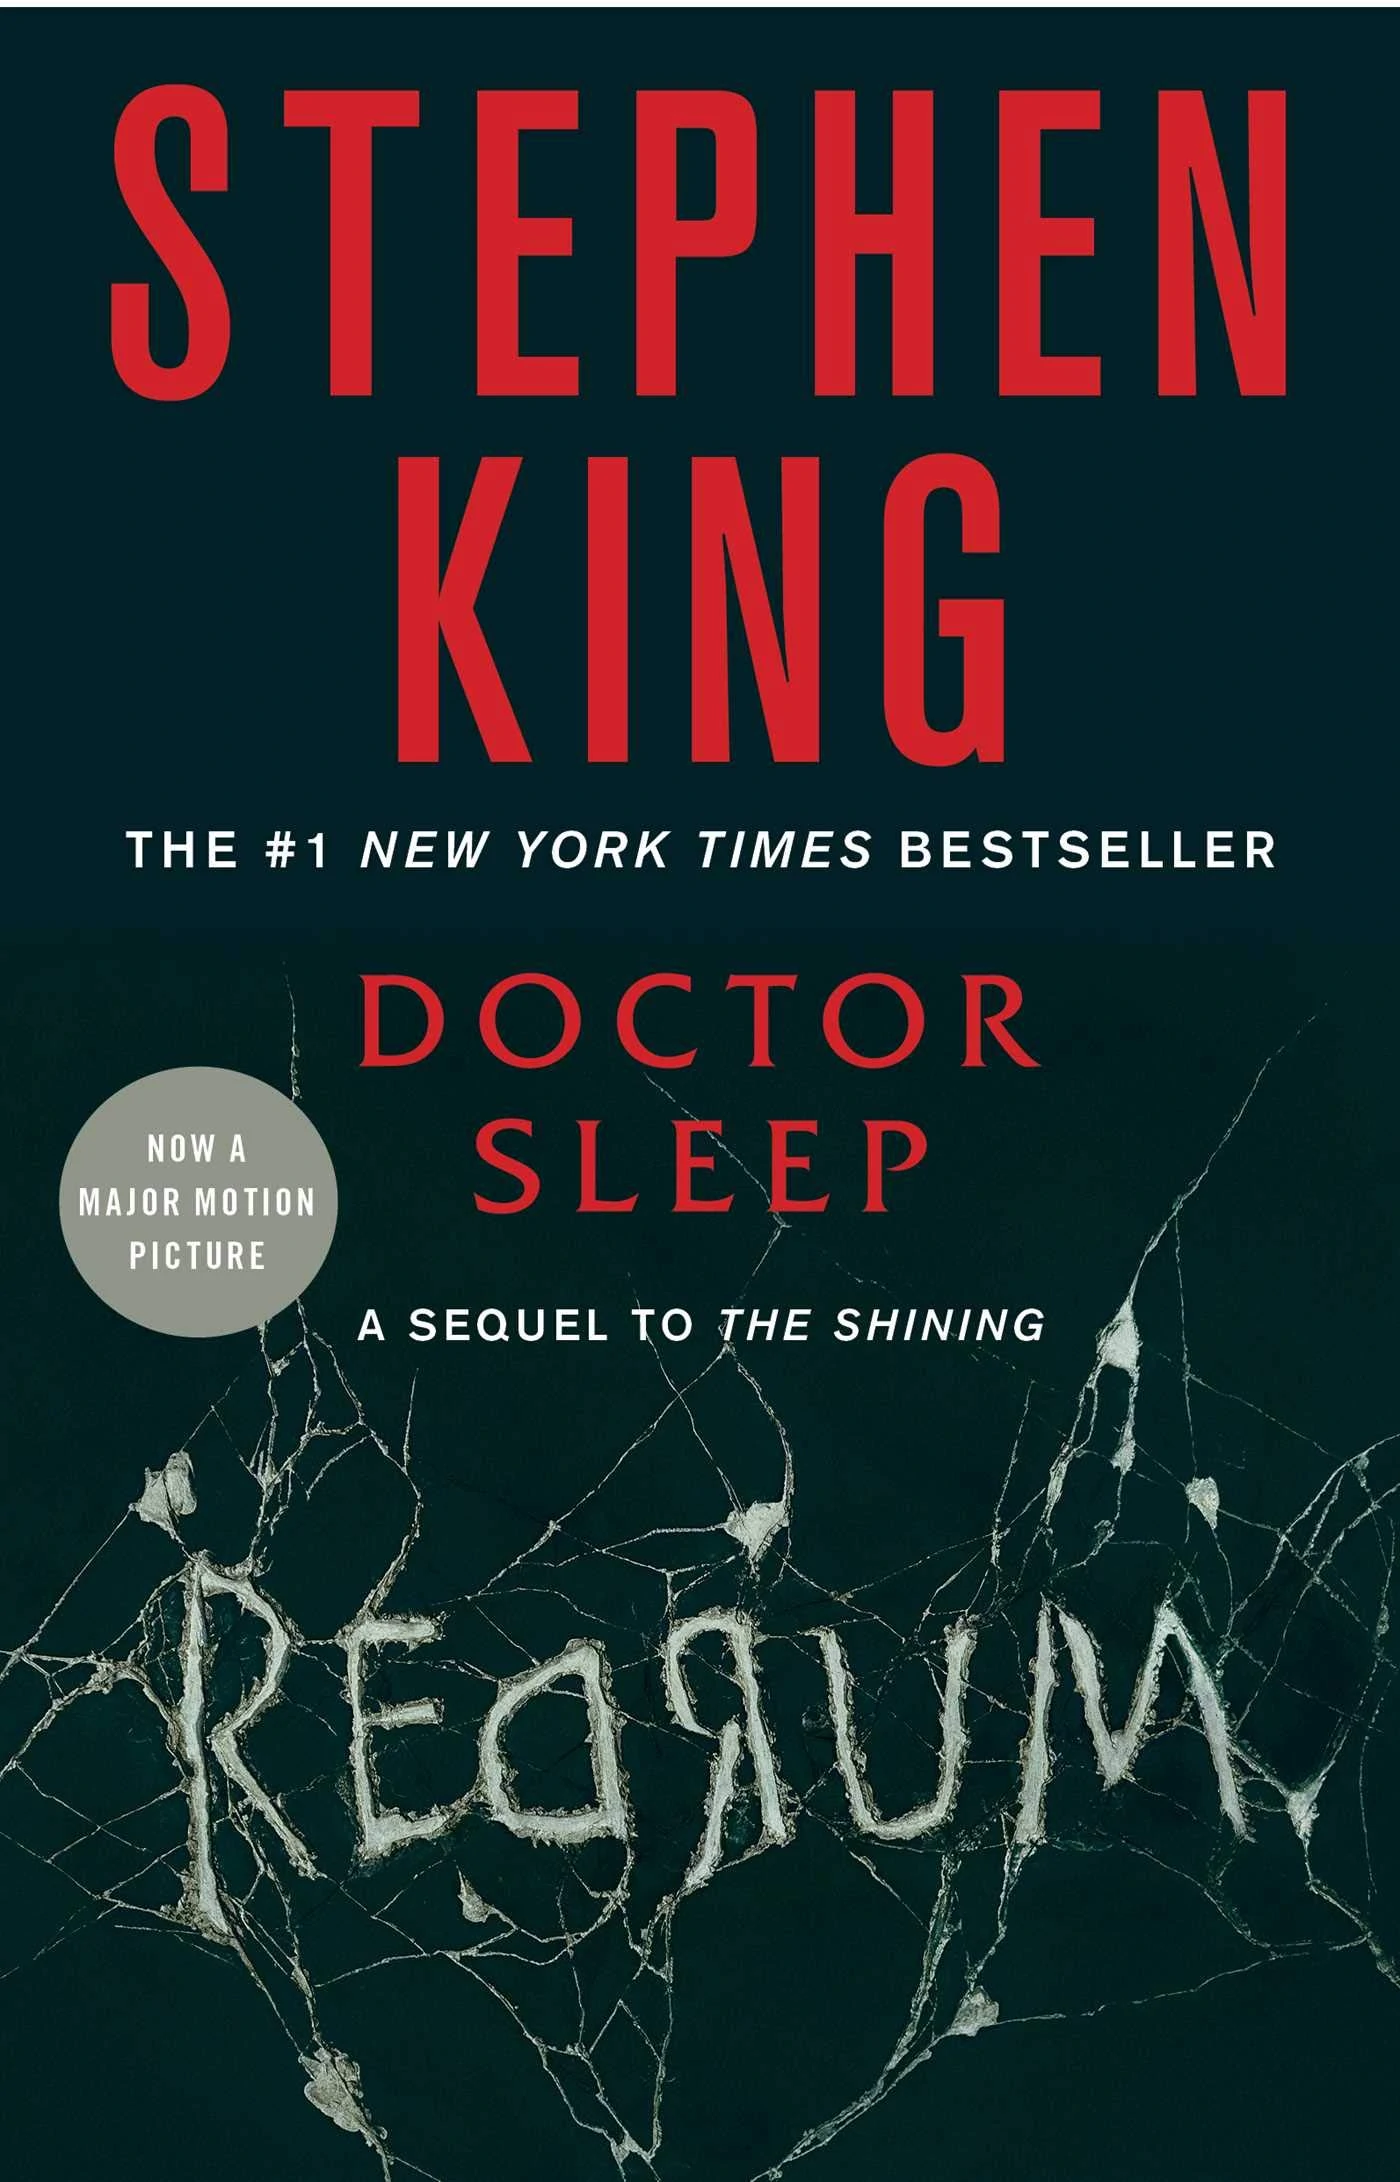 STEPHEN
KING
THE #1 NEW YORK TIMES BESTSELLER
DOCTOR
SLEEP
NOW A
MAJOR MOTION
PICTURE
A SEQUEL TO THE SHINING
REDRUM